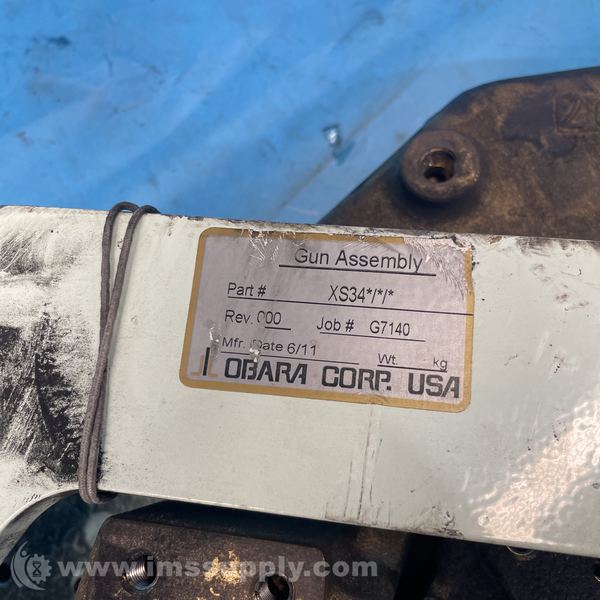 Gun Assembly
Part # XS34*/*/*
Rev. 000 Job # G7140
Mfr. Date 6/11 Wt. kg
OBARA CORP. USA
www.imssupply.com